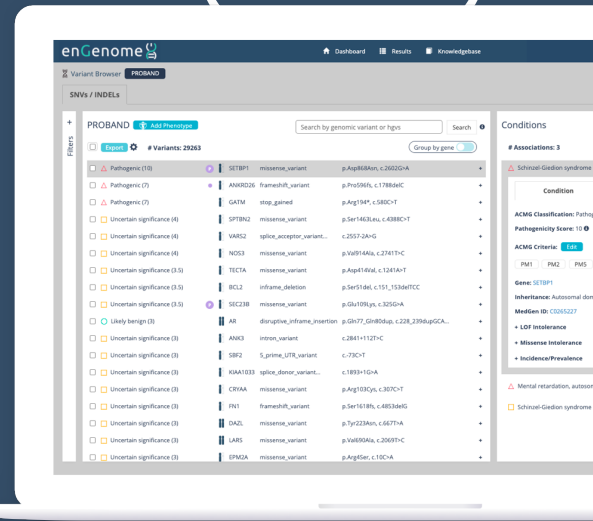 enGenome
Dashboard Results Knowledgebase
Variant Browser PROBAND
SNVs / INDELs
+
Filters
PROBAND Add Phenotype Search by genomic variant or hgvs Search
Export # Variants: 29263 Group by gene
Pathogenic (10) P SETBP1 missense_variant p.Asp868Asn, c.2602G>A +
Pathogenic (7) ANKRD26 frameshift_variant p.Pro596fs, c.1788delC +
Pathogenic (7) GATM stop_gained p.Arg194*, c.580C>T +
Uncertain significance (4) SPTBN2 missense_variant p.Ser1463Leu, c.4388C>T +
Uncertain significance (4) VARS2 splice_acceptor_variant... c.2557-2A>G +
Uncertain significance (4) NOS3 missense_variant p.Val914Ala, c.2741T>C +
Uncertain significance (3.5) TECTA missense_variant p.Asp414Val, c.1241A>T +
Uncertain significance (3.5) BCL2 inframe_deletion p.Ser51del, c.151_153delTCC +
Uncertain significance (3.5) P SEC23B missense_variant p.Glu109Lys, c.325G>A +
Likely benign (3) AR disruptive_inframe_insertion p.Gln77_Gln80dup, c.228_239dupGCA... +
Uncertain significance (3) ANK3 intron_variant c.2841+112T>C +
Uncertain significance (3) SBF2 5_prime_UTR_variant c.-73C>T +
Uncertain significance (3) KIAA1033 splice_donor_variant... c.1893+1G>A +
Uncertain significance (3) CRYAA missense_variant p.Arg103Cys, c.307C>T +
Uncertain significance (3) FN1 frameshift_variant p.Ser1618fs, c.4853delG +
Uncertain significance (3) DAZL missense_variant p.Tyr223Asn, c.667T>A +
Uncertain significance (3) LARS missense_variant p.Val690Ala, c.2069T>C +
Uncertain significance (3) EPM2A missense_variant p.Arg4Ser, c.10C>A +
Conditions
# Associations: 3
Schinzel-Giedion syndrome
Condition
ACMG Classification: Pathog
Pathogenicity Score: 10
ACMG Criteria: Edit
PM1 PM2 PM5
Gene: SETBP1
Inheritance: Autosomal dom
MedGen ID: C0265227
+ LOF Intolerance
+ Missense Intolerance
+ Incidence/Prevalence
Mental retardation, autosom
Schinzel-Giedion syndrome